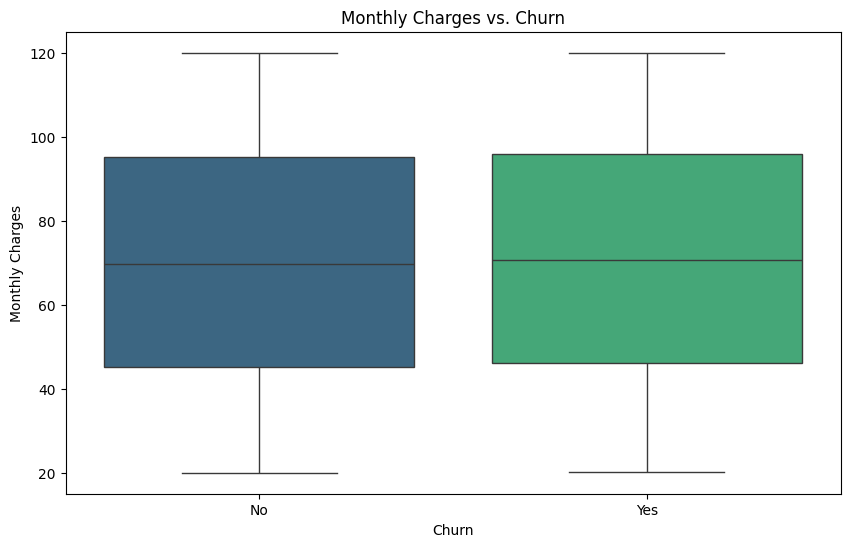 Monthly Charges vs. Churn
120
100
80
60
40
20
Monthly Charges
No
Yes
Churn